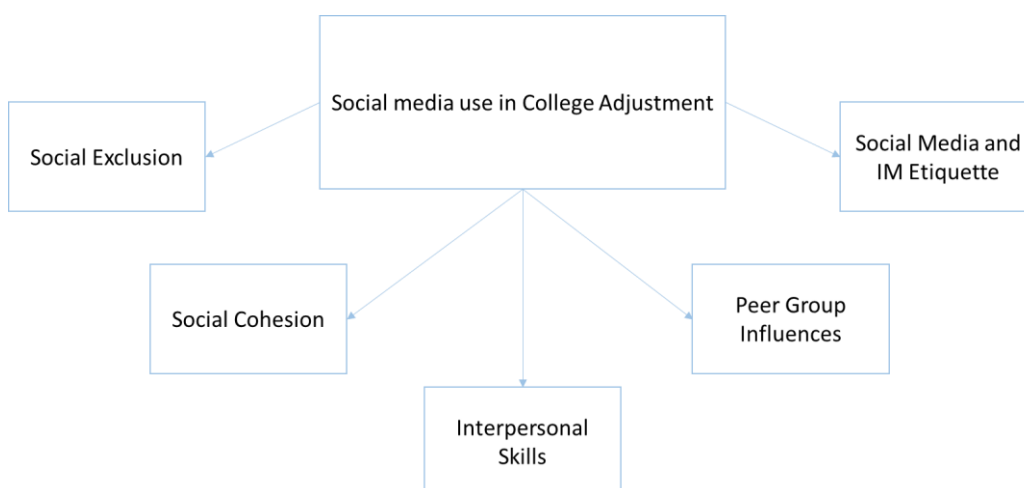 Social media use in College Adjustment
Social Exclusion
Social Media and
IM Etiquette
Social Cohesion
Peer Group
Influences
Interpersonal
Skills